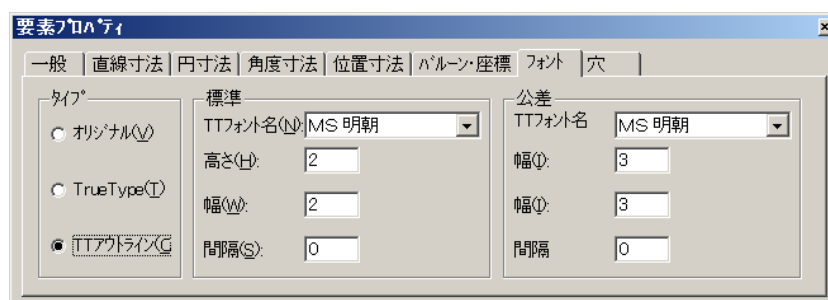 要素ﾌﾟﾛﾊﾟﾃｨ
一般 直線寸法 円寸法 角度寸法 位置寸法 ﾊﾞﾙｰﾝ・座標 ﾌｫﾝﾄ 穴
ﾀｲﾌﾟ
ｵﾘｼﾞﾅﾙ(V)
TrueType(T)
TTｱｳﾄﾗｲﾝ(G
標準
TTﾌｫﾝﾄ名(N): MS 明朝
高さ(H): 2
幅(W): 2
間隔(S): 0
公差
TTﾌｫﾝﾄ名 MS 明朝
幅(I): 3
幅(I): 3
間隔 0